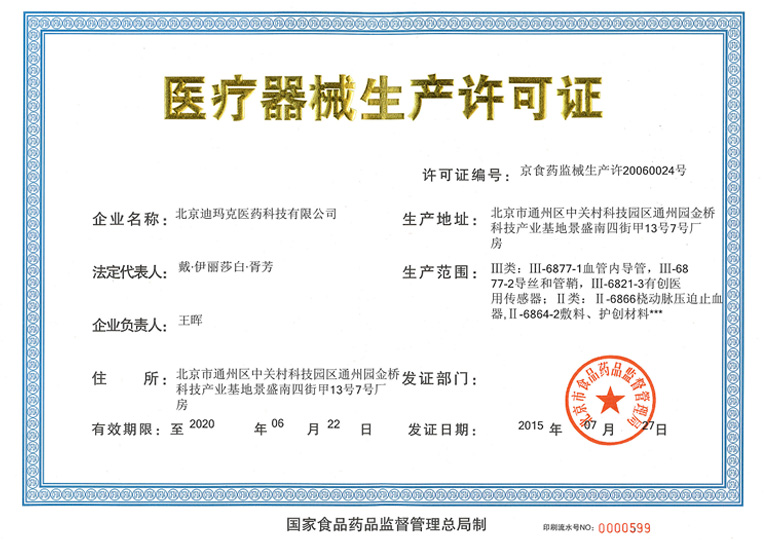 医疗器械生产许可证
许可证编号：京食药监械生产许20060024号
企业名称：北京迪玛克医药科技有限公司
生产地址：北京市通州区中关村科技园区通州园金桥
科技产业基地景盛南四街甲13号7号厂
房
法定代表人：戴·伊丽莎白·胥芳
生产范围：Ⅲ类：Ⅲ-6877-1血管内导管，Ⅲ-68
77-2导丝和管鞘，Ⅲ-6821-3有创医
用传感器；Ⅱ类：Ⅱ-6866桡动脉压迫止血
器,Ⅱ-6864-2敷料、护创材料***
企业负责人：王晖
住 所：北京市通州区中关村科技园区通州园金桥
科技产业基地景盛南四街甲13号7号厂
房
发证部门：
北京市食品药品监督管理局
有效期限：至 2020 年 06 月 22 日
发证日期：2015 年 07 月 27 日
国家食品药品监督管理总局制
印刷流水号NO：0000599